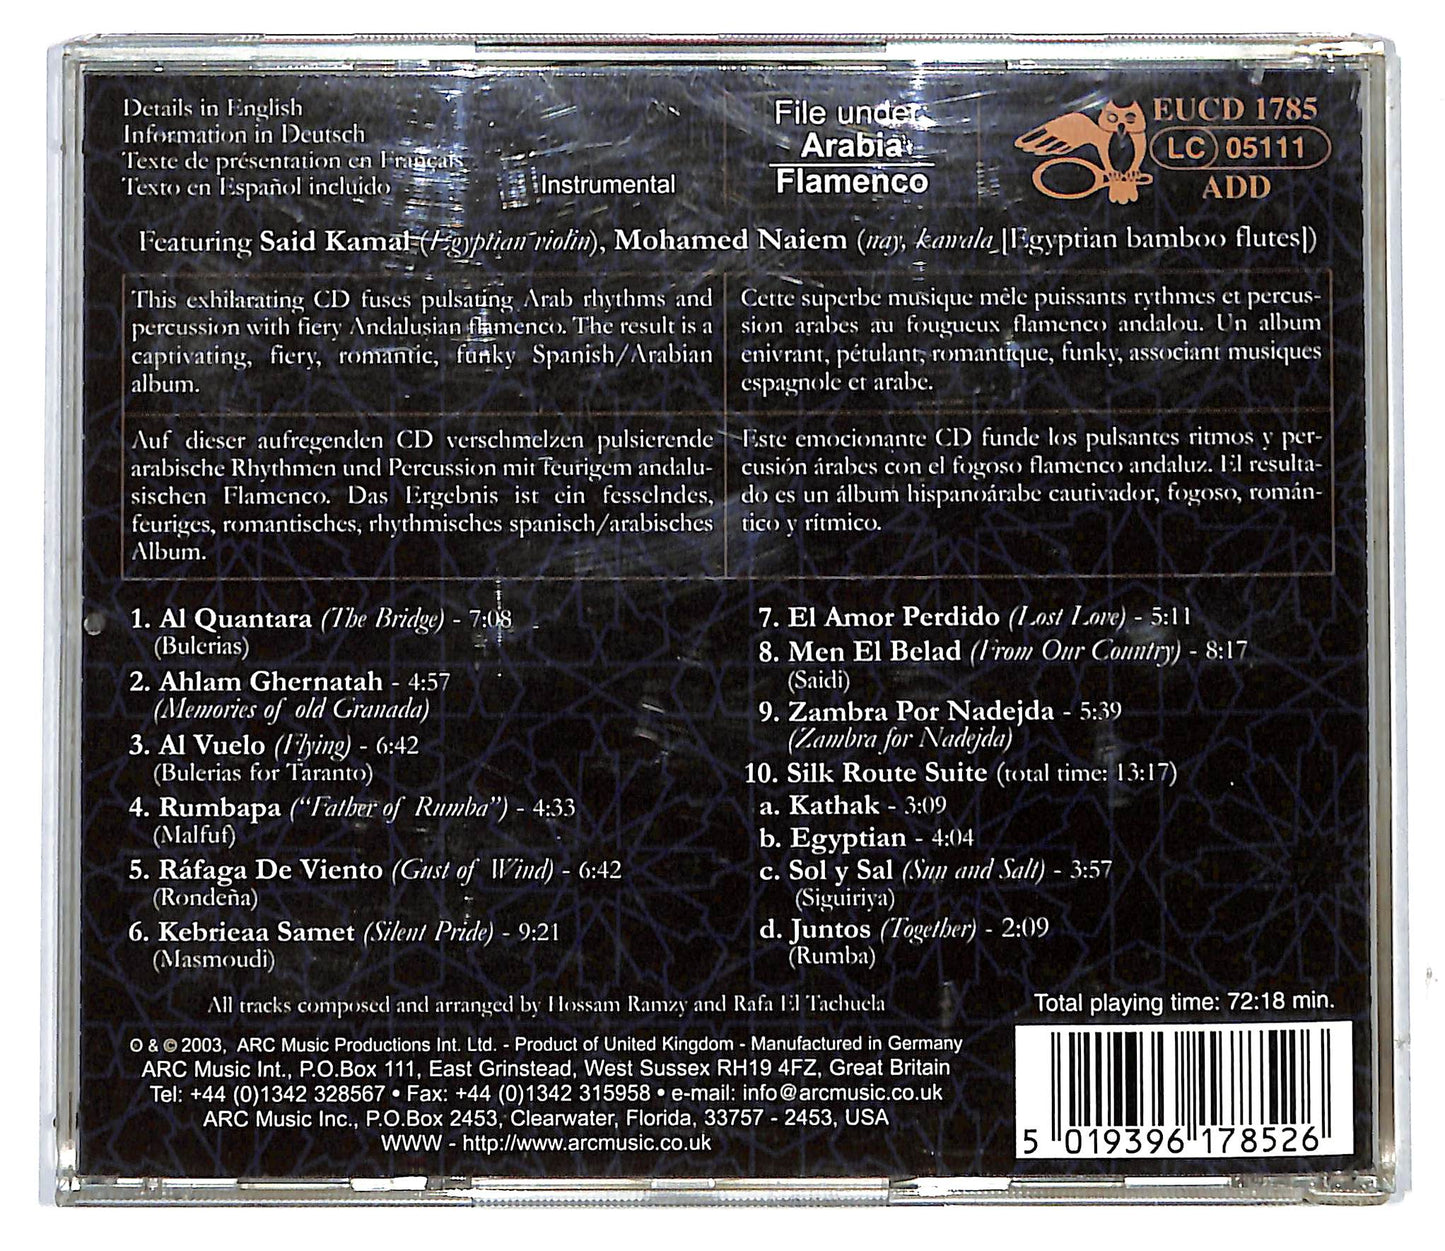 Details in English
Information in Deutsch
Texte de présentation en Français
Texto en Español incluído
Instrumental
File under:
Arabia
Flamenco
EUCD 1785
LC 05111
ADD
Featuring Said Kamal (Egyptian violin), Mohamed Naiem (nay, kawala [Egyptian bamboo flutes])
This exhilarating CD fuses pulsating Arab rhythms and
percussion with fiery Andalusian flamenco. The result is a
captivating, fiery, romantic, funky Spanish/Arabian
album.
Cette superbe musique mêle puissants rythmes et percus-
sion arabes au fougueux flamenco andalou. Un album
enivrant, pétulant, romantique, funky, associant musiques
espagnole et arabe.
Auf dieser aufregenden CD verschmelzen pulsierende
arabische Rhythmen und Percussion mit feurigem andalu-
sischen Flamenco. Das Ergebnis ist ein fesselndes,
feuriges, romantisches, rhythmisches spanisch/arabisches
Album.
Este emocionante CD funde los pulsantes ritmos y per-
cusión árabes con el fogoso flamenco andaluz. El resulta-
do es un álbum hispanoárabe cautivador, fogoso, román-
tico y rítmico.
1. Al Quantara (The Bridge) - 7:08
(Bulerias)
2. Ahlam Ghernatah - 4:57
(Memories of old Granada)
3. Al Vuelo (Flying) - 6:42
(Bulerias for Taranto)
4. Rumbapa ("Father of Rumba") - 4:33
(Malfuf)
5. Ráfaga De Viento (Gust of Wind) - 6:42
(Rondeña)
6. Kebrieaa Samet (Silent Pride) - 9:21
(Masmoudi)
7. El Amor Perdido (Lost Love) - 5:11
8. Men El Belad (From Our Country) - 8:17
(Saidi)
9. Zambra Por Nadejda - 5:39
(Zambra for Nadejda)
10. Silk Route Suite (total time: 13:17)
a. Kathak - 3:09
b. Egyptian - 4:04
c. Sol y Sal (Sun and Salt) - 3:57
(Siguiriya)
d. Juntos (Together) - 2:09
(Rumba)
All tracks composed and arranged by Hossam Ramzy and Rafa El Tachuela
Total playing time: 72:18 min.
℗ & © 2003, ARC Music Productions Int. Ltd. - Product of United Kingdom - Manufactured in Germany
ARC Music Int., P.O.Box 111, East Grinstead, West Sussex RH19 4FZ, Great Britain
Tel: +44 (0)1342 328567 • Fax: +44 (0)1342 315958 • e-mail: info@arcmusic.co.uk
ARC Music Inc., P.O.Box 2453, Clearwater, Florida, 33757 - 2453, USA
WWW - http://www.arcmusic.co.uk
5 019396 178526